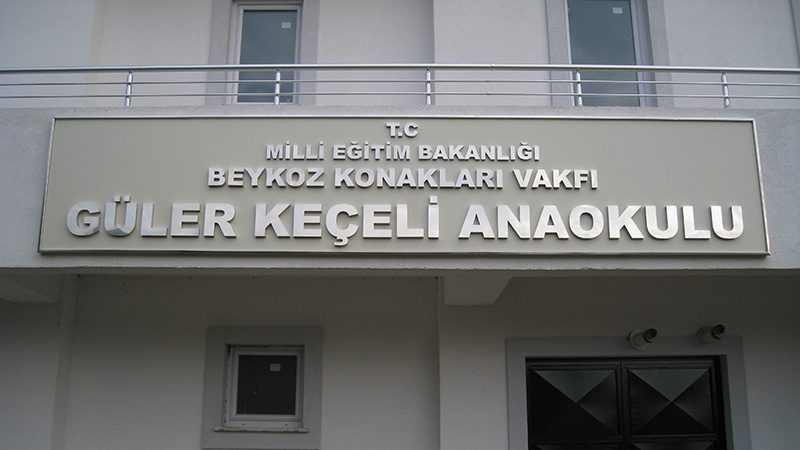 T.C
MİLLİ EĞİTİM BAKANLIĞI
BEYKOZ KONAKLARI VAKFI
GÜLER KEÇELİ ANAOKULU